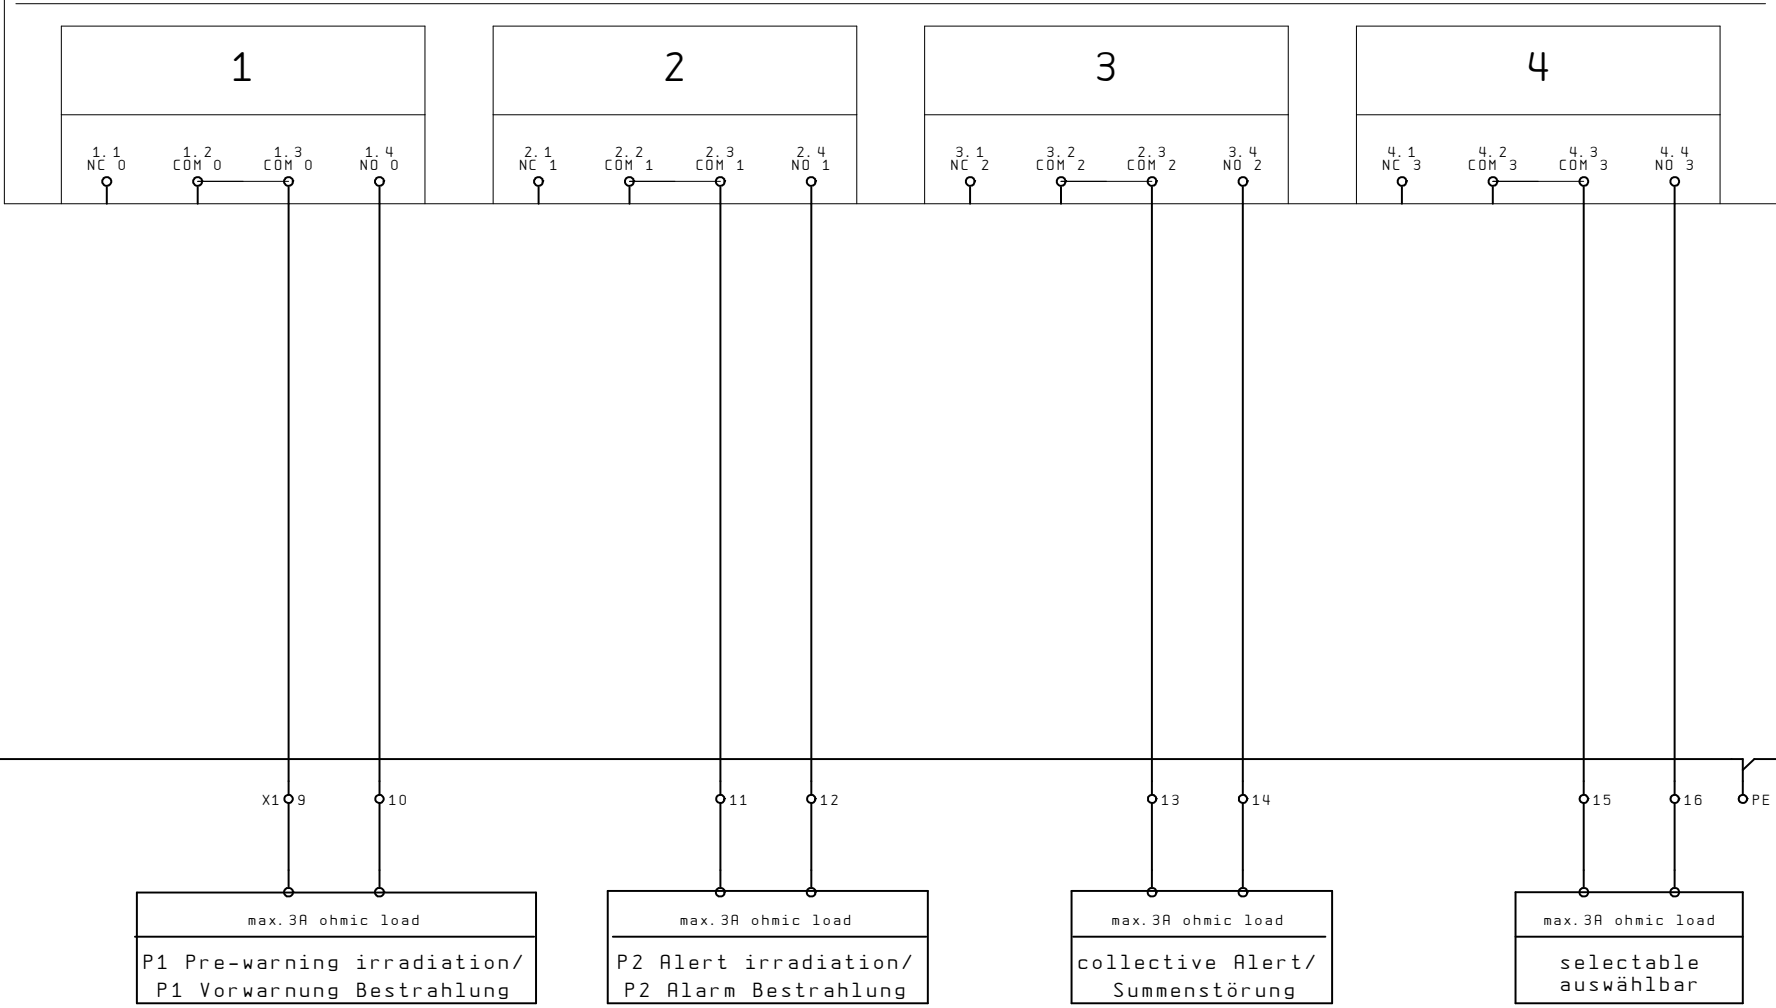 1 2 3 4
1.1 1.2 1.3 1.4 2.1 2.2 2.3 2.4 3.1 3.2 2.3 3.4 4.1 4.2 4.3 4.4
NC 0 COM 0 COM 0 NO 0 NC 1 COM 1 COM 1 NO 1 NC 2 COM 2 COM 2 NO 2 NC 3 COM 3 COM 3 NO 3
X1 9 10 11 12 13 14 15 16 PE
max.3A ohmic load max.3A ohmic load max.3A ohmic load max.3A ohmic load
P1 Pre-warning irradiation/
P1 Vorwarnung Bestrahlung
P2 Alert irradiation/
P2 Alarm Bestrahlung
collective Alert/
Summenstörung
selectable
auswählbar